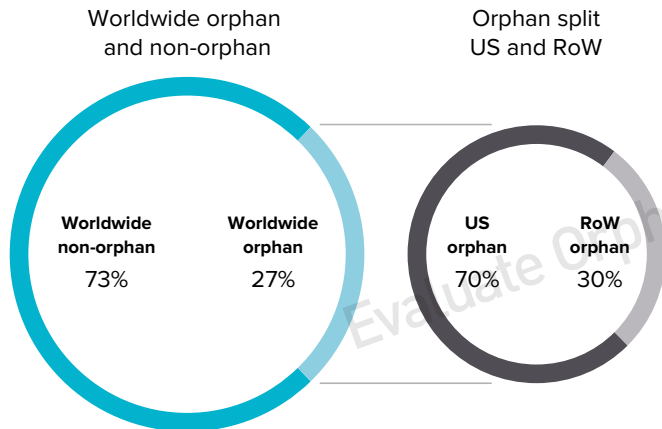 Worldwide orphan
and non-orphan
Orphan split
US and RoW
Worldwide
non-orphan
73%
Worldwide
orphan
27%
US
orphan
70%
RoW
orphan
30%
Evaluate Orph